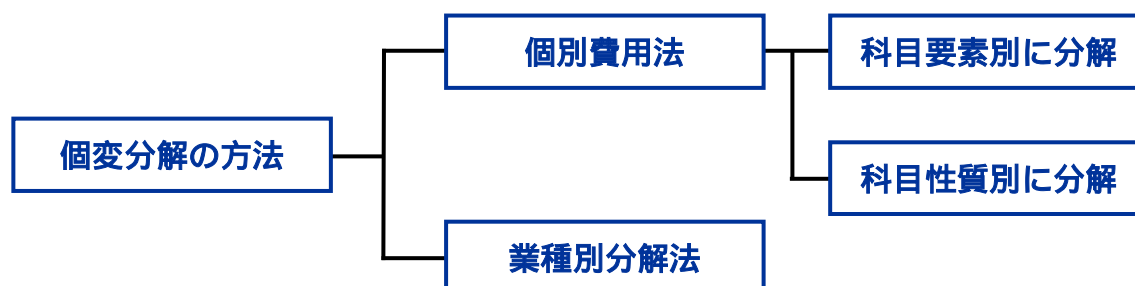 個別費用法
科目要素別に分解
個変分解の方法
科目性質別に分解
業種別分解法